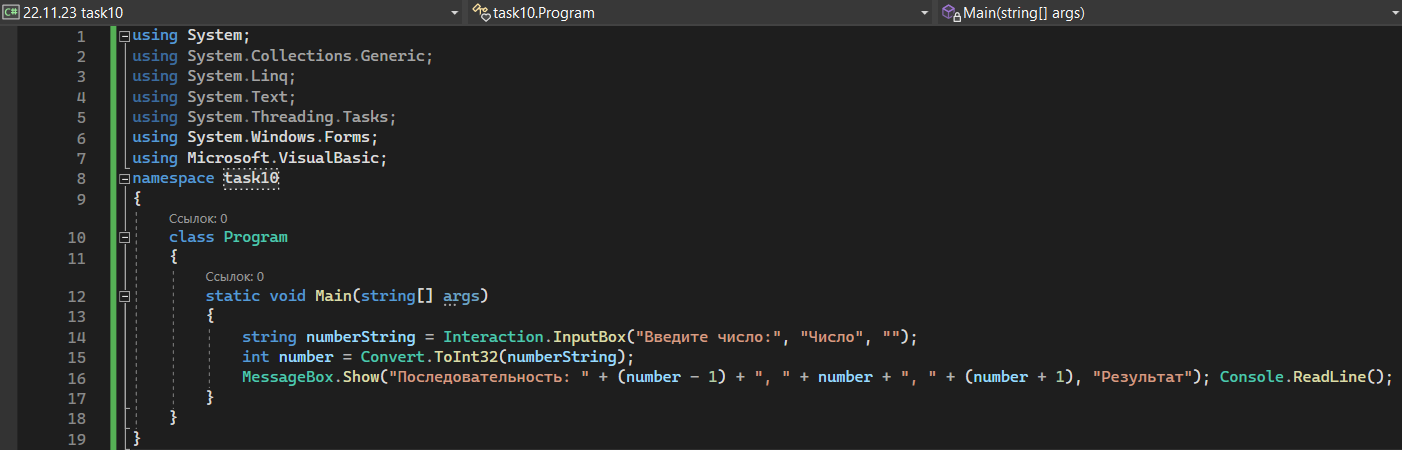 C# 22.11.23 task10 task10.Program Main(string[] args)
1 using System;
2 using System.Collections.Generic;
3 using System.Linq;
4 using System.Text;
5 using System.Threading.Tasks;
6 using System.Windows.Forms;
7 using Microsoft.VisualBasic;
8 namespace task10
9 {
Ссылок: 0
10 class Program
11 {
Ссылок: 0
12 static void Main(string[] args)
13 {
14 string numberString = Interaction.InputBox("Введите число:", "Число", "");
15 int number = Convert.ToInt32(numberString);
16 MessageBox.Show("Последовательность: " + (number - 1) + ", " + number + ", " + (number + 1), "Результат"); Console.ReadLine();
17 }
18 }
19 }